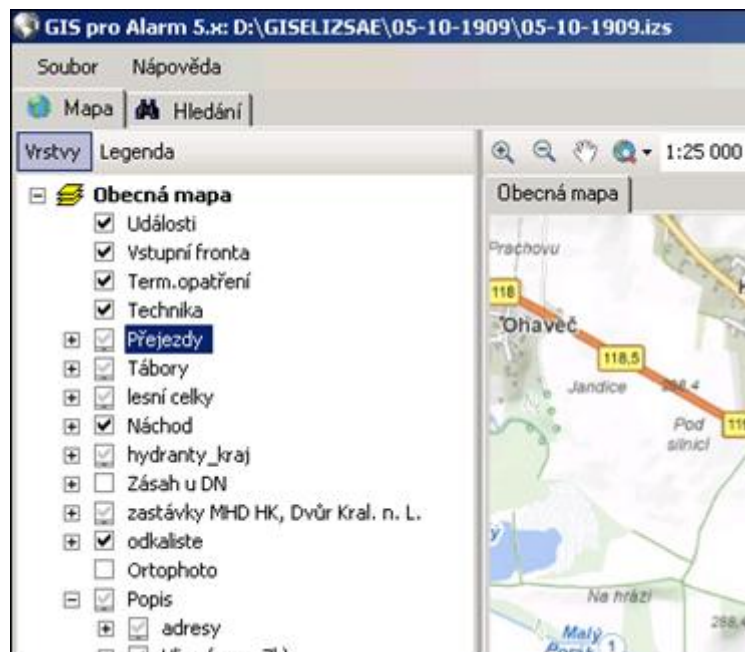 GIS pro Alarm 5.x: D:\GISELIZSAE\05-10-1909\05-10-1909.izs
Soubor Nápověda
Mapa Hledání
Vrstvy Legenda
1:25 000
Obecná mapa
Obecná mapa
Události
Vstupní fronta
Term.opatření
Technika
Přejezdy
Tábory
lesní celky
Náchod
hydranty_kraj
Zásah u DN
zastávky MHD HK, Dvůr Kral. n. L.
odkaliste
Ortophoto
Popis
adresy
Prachovu
118
Ohaveč
118,5
Jandice
288.4
Pod
silnicí
Na hrázi
Malý
1